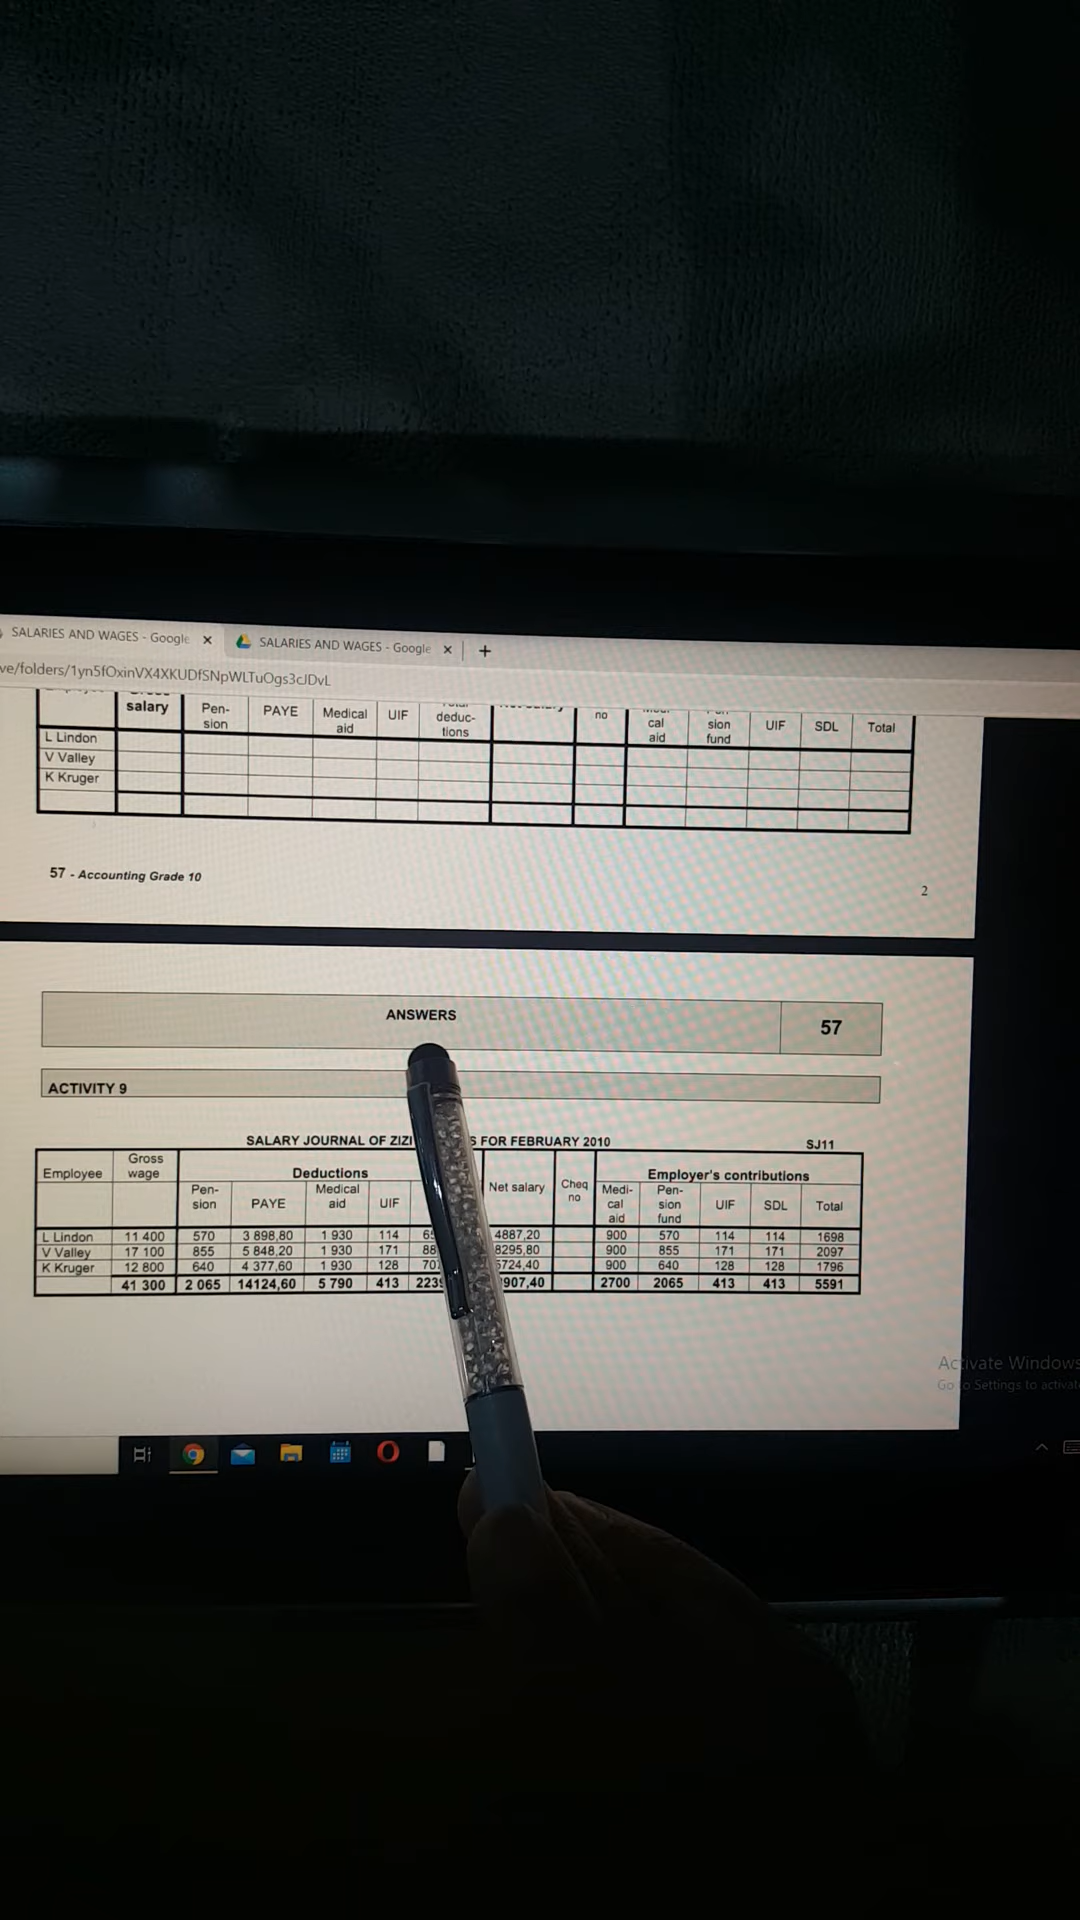 SALARIES AND WAGES - Google
SALARIES AND WAGES - Google
ve/folders/1yn5fOxinVX4XKUDfSNpWLTuOgs3cJDvL
salary Pen-sion PAYE Medical aid UIF deduc-tions no cal aid sion fund UIF SDL Total
L Lindon
V Valley
K Kruger
57 - Accounting Grade 10
2
ANSWERS 57
ACTIVITY 9
SALARY JOURNAL OF ZIZI FOR FEBRUARY 2010 SJ11
Employee Gross wage Deductions Net salary Cheq no Employer's contributions
Pen-sion PAYE Medical aid UIF Medi-cal aid Pen-sion fund UIF SDL Total
L Lindon 11 400 570 3 898,80 1 930 114 4887,20 900 570 114 114 1698
V Valley 17 100 855 5 848,20 1 930 171 8295,80 900 855 171 171 2097
K Kruger 12 800 640 4 377,60 1 930 128 5724,40 900 640 128 128 1796
41 300 2 065 14124,60 5 790 413 907,40 2700 2065 413 413 5591
Activate Windows
Go to Settings to activat